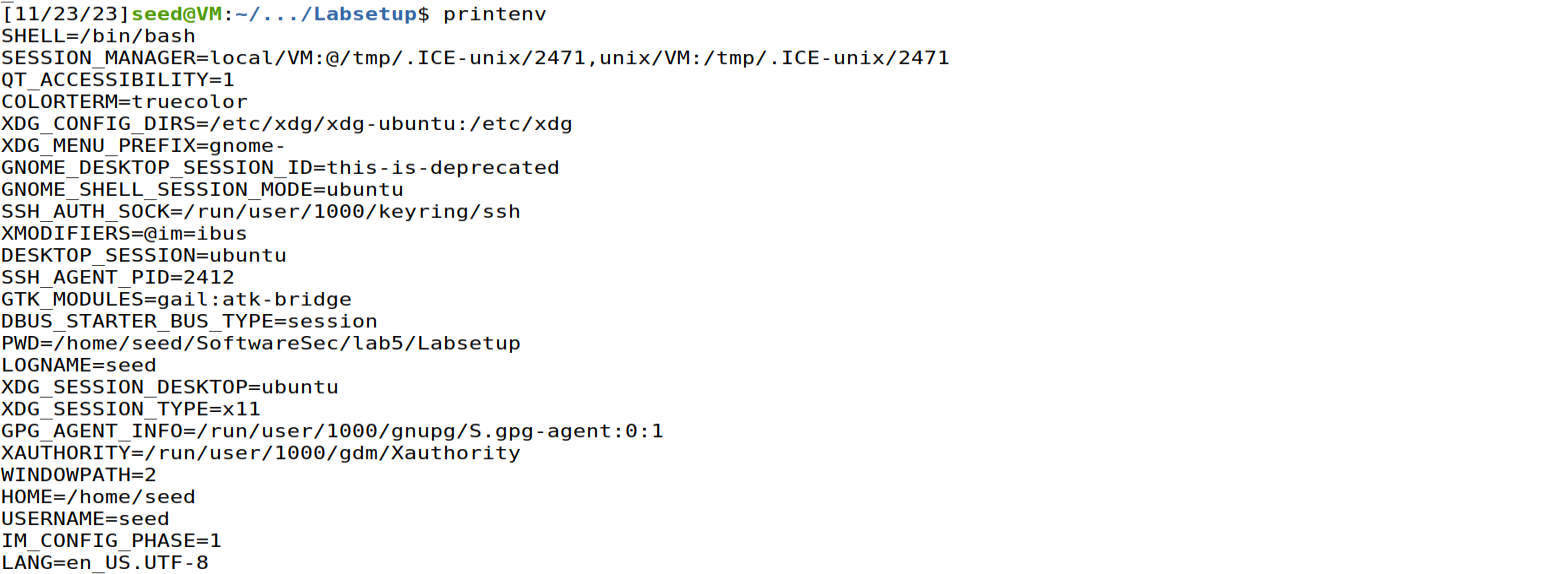 [11/23/23]seed@VM:~/.../Labsetup$ printenv
SHELL=/bin/bash
SESSION_MANAGER=local/VM:@/tmp/.ICE-unix/2471,unix/VM:/tmp/.ICE-unix/2471
QT_ACCESSIBILITY=1
COLORTERM=truecolor
XDG_CONFIG_DIRS=/etc/xdg/xdg-ubuntu:/etc/xdg
XDG_MENU_PREFIX=gnome-
GNOME_DESKTOP_SESSION_ID=this-is-deprecated
GNOME_SHELL_SESSION_MODE=ubuntu
SSH_AUTH_SOCK=/run/user/1000/keyring/ssh
XMODIFIERS=@im=ibus
DESKTOP_SESSION=ubuntu
SSH_AGENT_PID=2412
GTK_MODULES=gail:atk-bridge
DBUS_STARTER_BUS_TYPE=session
PWD=/home/seed/SoftwareSec/lab5/Labsetup
LOGNAME=seed
XDG_SESSION_DESKTOP=ubuntu
XDG_SESSION_TYPE=x11
GPG_AGENT_INFO=/run/user/1000/gnupg/S.gpg-agent:0:1
XAUTHORITY=/run/user/1000/gdm/Xauthority
WINDOWPATH=2
HOME=/home/seed
USERNAME=seed
IM_CONFIG_PHASE=1
LANG=en_US.UTF-8